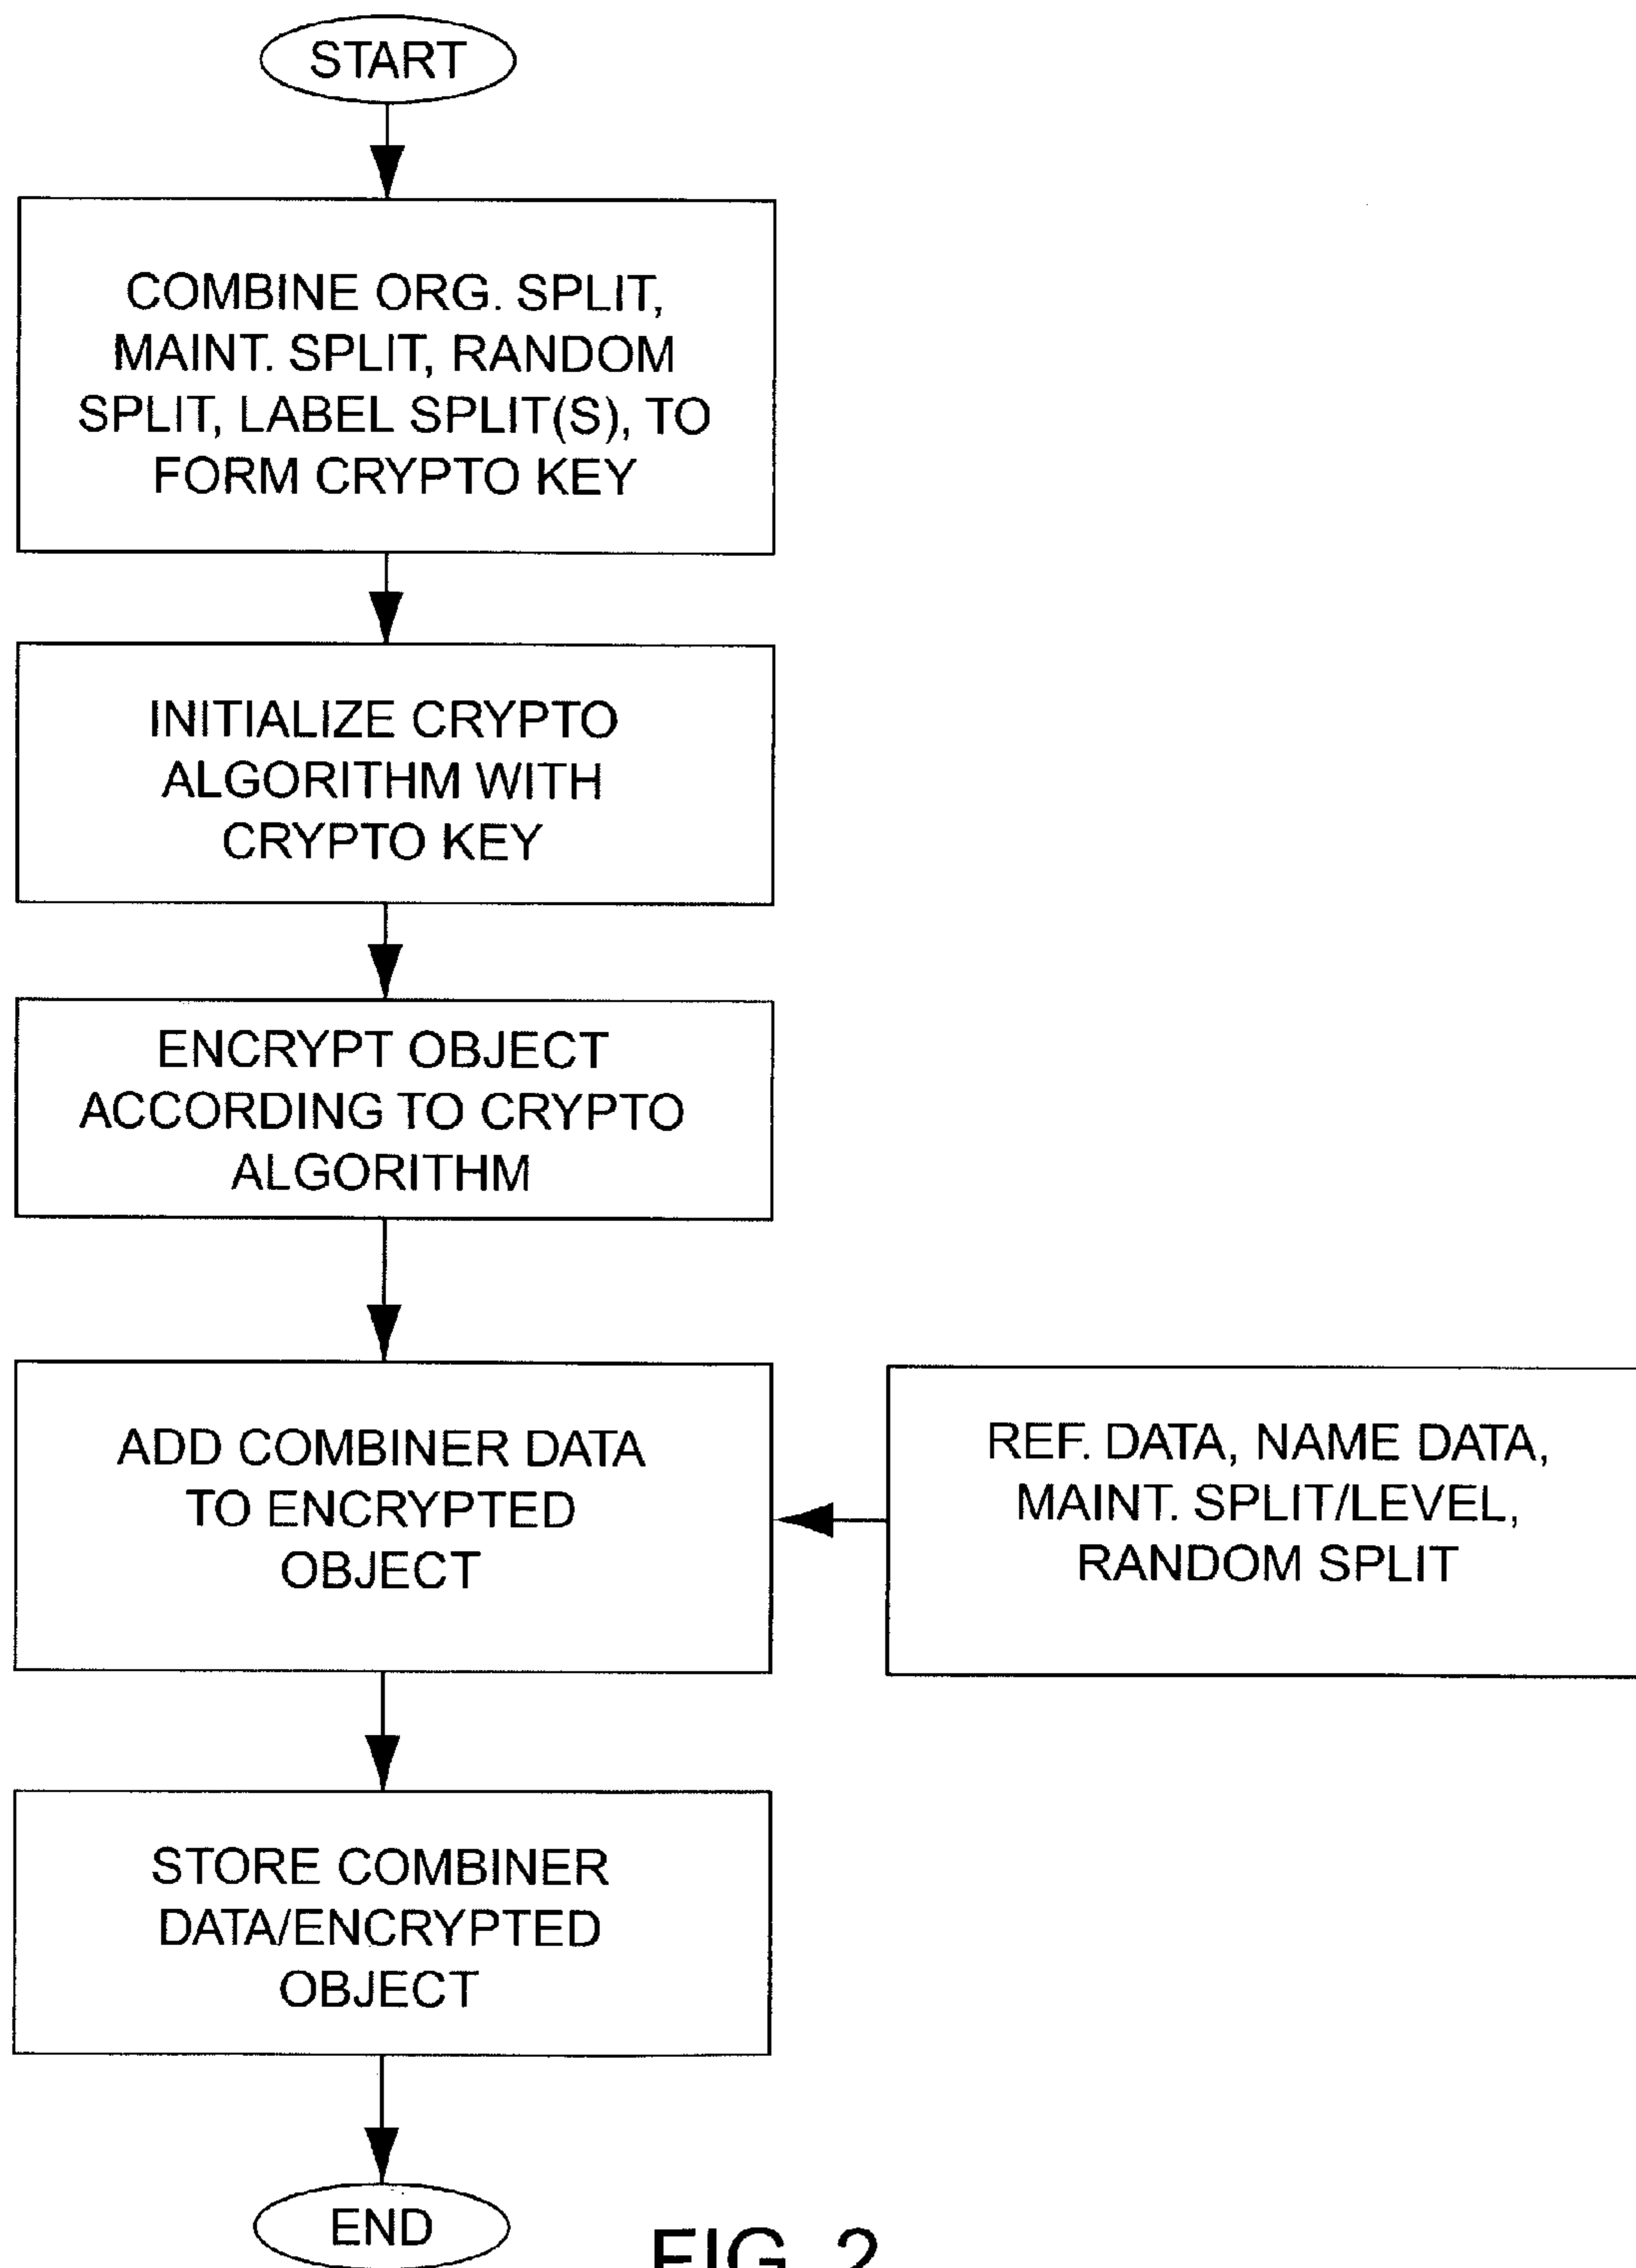 START
COMBINE ORG. SPLIT,
MAINT. SPLIT, RANDOM
SPLIT, LABEL SPLIT(S), TO
FORM CRYPTO KEY
INITIALIZE CRYPTO
ALGORITHM WITH
CRYPTO KEY
ENCRYPT OBJECT
ACCORDING TO CRYPTO
ALGORITHM
ADD COMBINER DATA
TO ENCRYPTED
OBJECT
REF. DATA, NAME DATA,
MAINT. SPLIT/LEVEL,
RANDOM SPLIT
STORE COMBINER
DATA/ENCRYPTED
OBJECT
END
FIG. 2